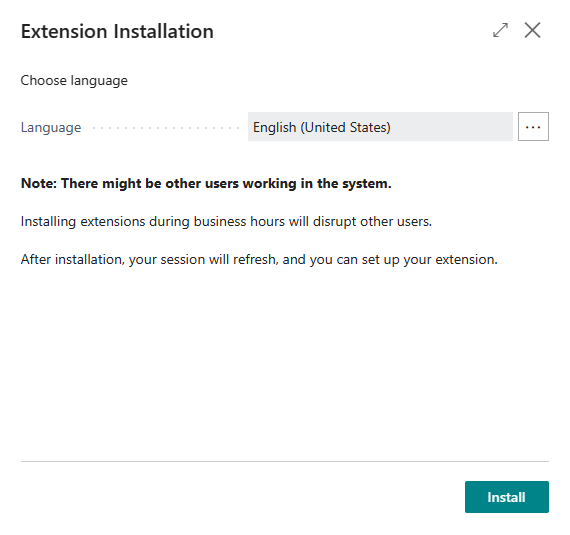 Extension Installation
Choose language
Language English (United States) ...
Note: There might be other users working in the system.
Installing extensions during business hours will disrupt other users.
After installation, your session will refresh, and you can set up your extension.
Install